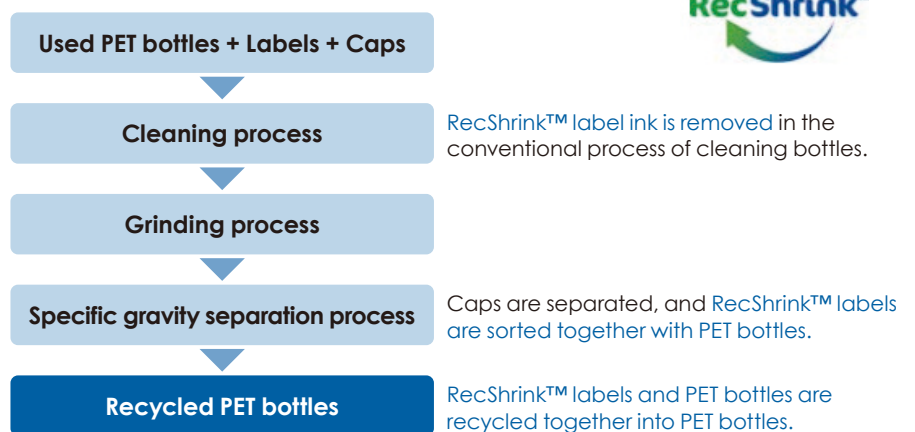 RecShrink
Used PET bottles + Labels + Caps
Cleaning process
RecShrink™ label ink is removed in the
conventional process of cleaning bottles.
Grinding process
Specific gravity separation process
Caps are separated, and RecShrink™ labels
are sorted together with PET bottles.
Recycled PET bottles
RecShrink™ labels and PET bottles are
recycled together into PET bottles.